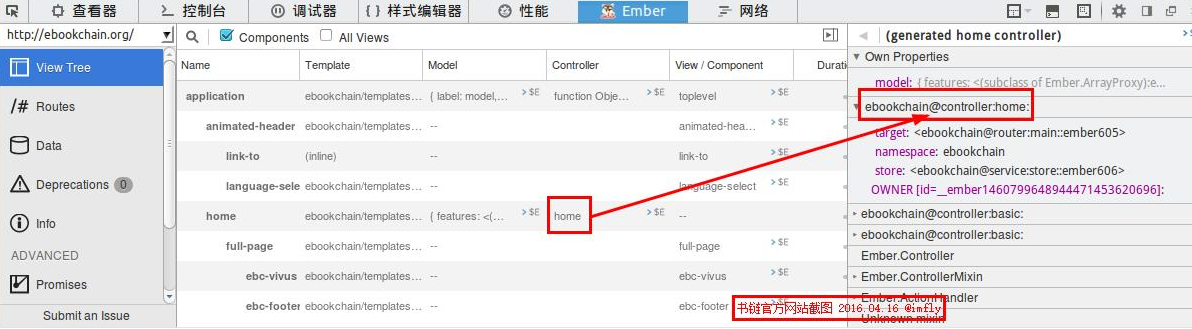 查看器 控制台 调试器 { } 样式编辑器 性能 Ember 网络
http://ebookchain.org/
View Tree
/# Routes
Data
Deprecations 0
Info
ADVANCED
Promises
Submit an Issue
Components All Views
Name Template Model Controller View / Component Duratio
application ebookchain/templates... { label: model,... >$E function Obje... >$E toplevel >$E
animated-header ebookchain/templates... -- animated-hea... >$E
link-to (inline) -- link-to >$E
language-sele ebookchain/templates... -- language-select >$E
home ebookchain/templates... { features: <(... >$E home >$E --
full-page ebookchain/templates... -- full-page >$E
ebc-vivus ebookchain/templates... -- ebc-vivus >$E
ebc-footer ebookchain/templates... -- ebc-footer
书链官方网站截图 2016.04.16 @imfly
(generated home controller)
Own Properties
model: { features: <(subclass of Ember.ArrayProxy):e...
ebookchain@controller:home:
target: <ebookchain@router:main::ember605>
namespace: ebookchain
store: <ebookchain@service:store::ember606>
OWNER [id=__ember1460799648944471453620696]:
ebookchain@controller:basic:
ebookchain@controller:basic:
Ember.Controller
Ember.ControllerMixin
Ember.ActionHandler
Unknown mixin